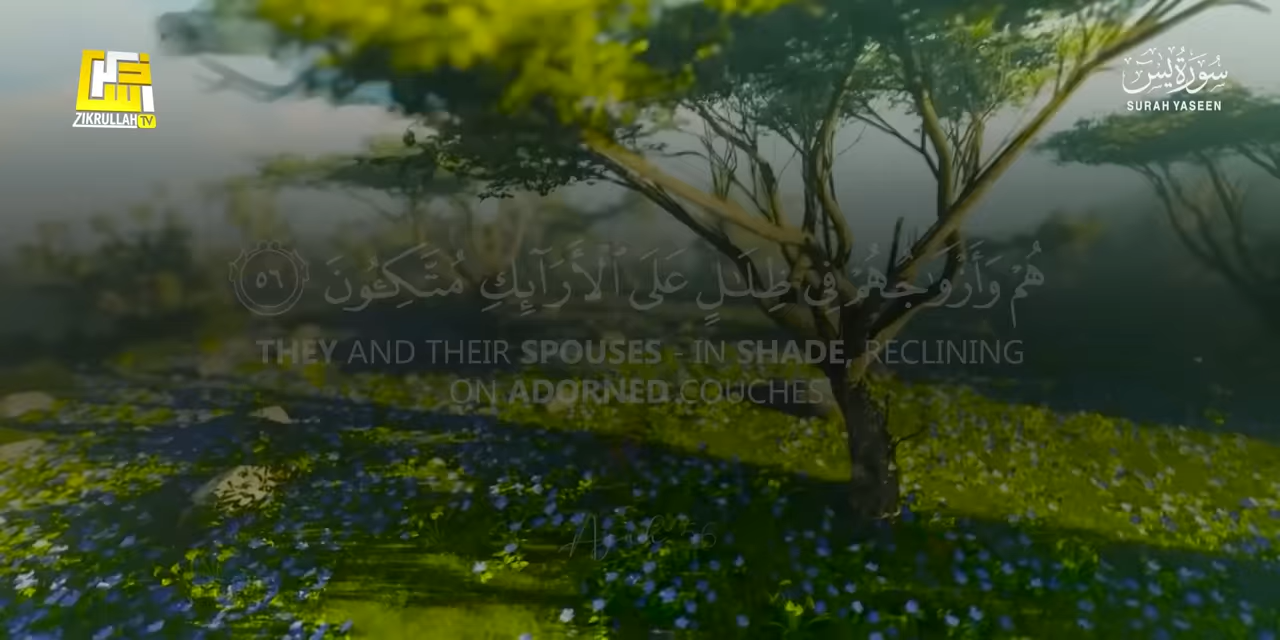 ZIKRULLAH TV
سُورَةُ يسٓ
SURAH YASEEN
هُمْ وَأَزْوَٰجُهُمْ فِى ظِلَـٰلٍ عَلَى ٱلْأَرَآئِكِ مُتَّكِـُٔونَ ٥٦
THEY AND THEIR SPOUSES - IN SHADE, RECLINING
ON ADORNED COUCHES